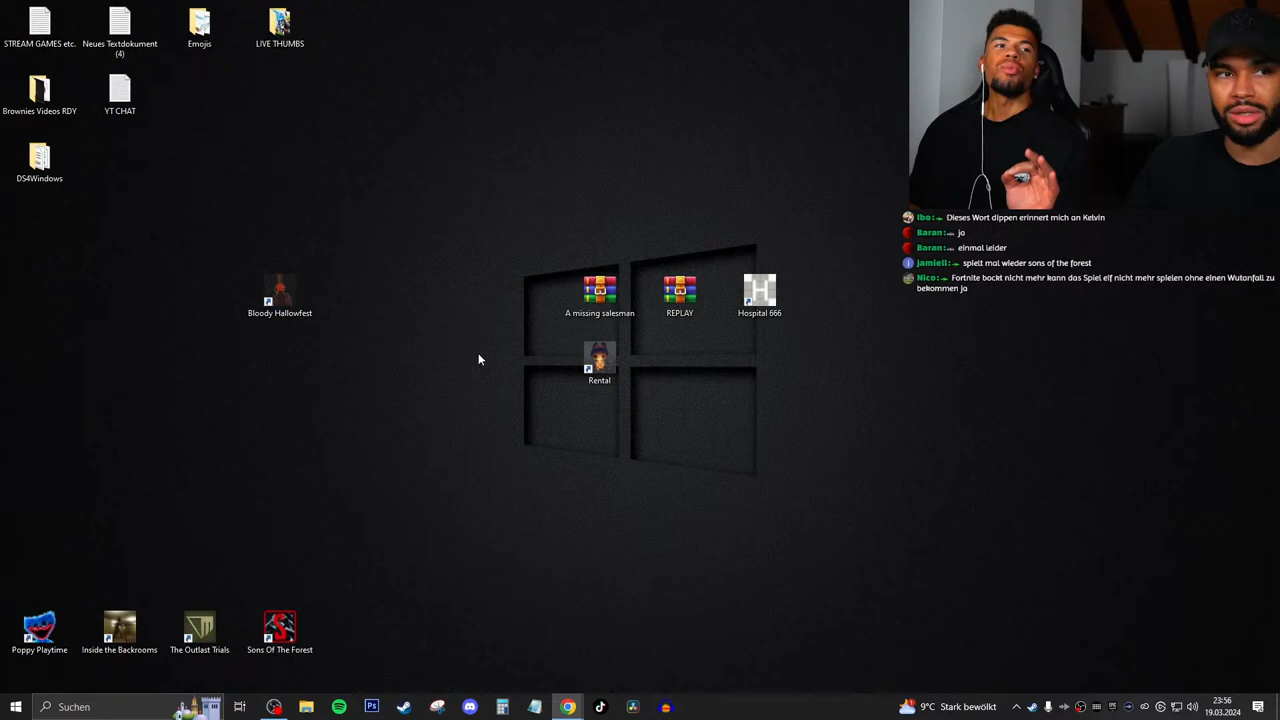 STREAM GAMES etc.
Neues Textdokument
(4)
Emojis
LIVE THUMBS
Brownies Videos RDY
YT CHAT
DS4Windows
Ibo: Dieses Wort dippen erinnert mich an Kelvin
Baran: ja
Baran: einmal leider
jamiell: spielt mal wieder sons of the forest
Nico: Fortnite bockt nicht mehr kann das Spiel elf nicht mehr spielen ohne einen Wutanfall zu
bekommen ja
Bloody Hallowfest
A missing salesman
REPLAY
H
Hospital 666
Rental
Poppy Playtime
Inside the Backrooms
The Outlast Trials
S
Sons Of The Forest
Suchen
Ps
9°C Stark bewölkt
23:56
19.03.2024